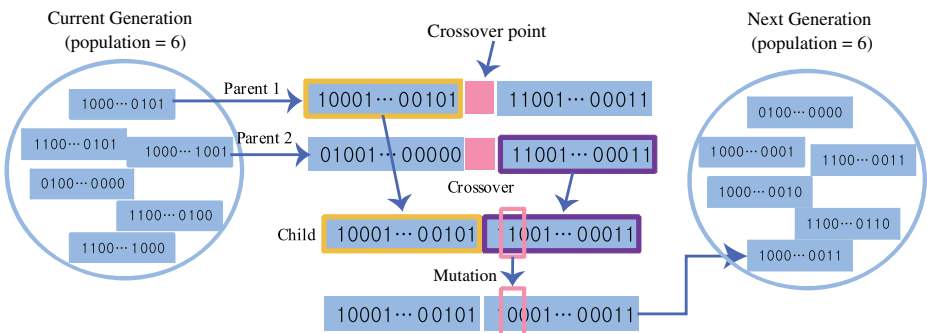 Current Generation
(population = 6)
1000···0101
1100···0101
1000···1001
0100···0000
1100···0100
1100···1000
Parent 1
Parent 2
Crossover point
10001··· 00101
11001··· 00011
01001··· 00000
11001··· 00011
Crossover
Child
10001··· 00101
11001··· 00011
Mutation
10001··· 00101
10001··· 00011
Next Generation
(population = 6)
0100···0000
1000···0001
1100···0011
1000···0010
1100···0110
1000···0011